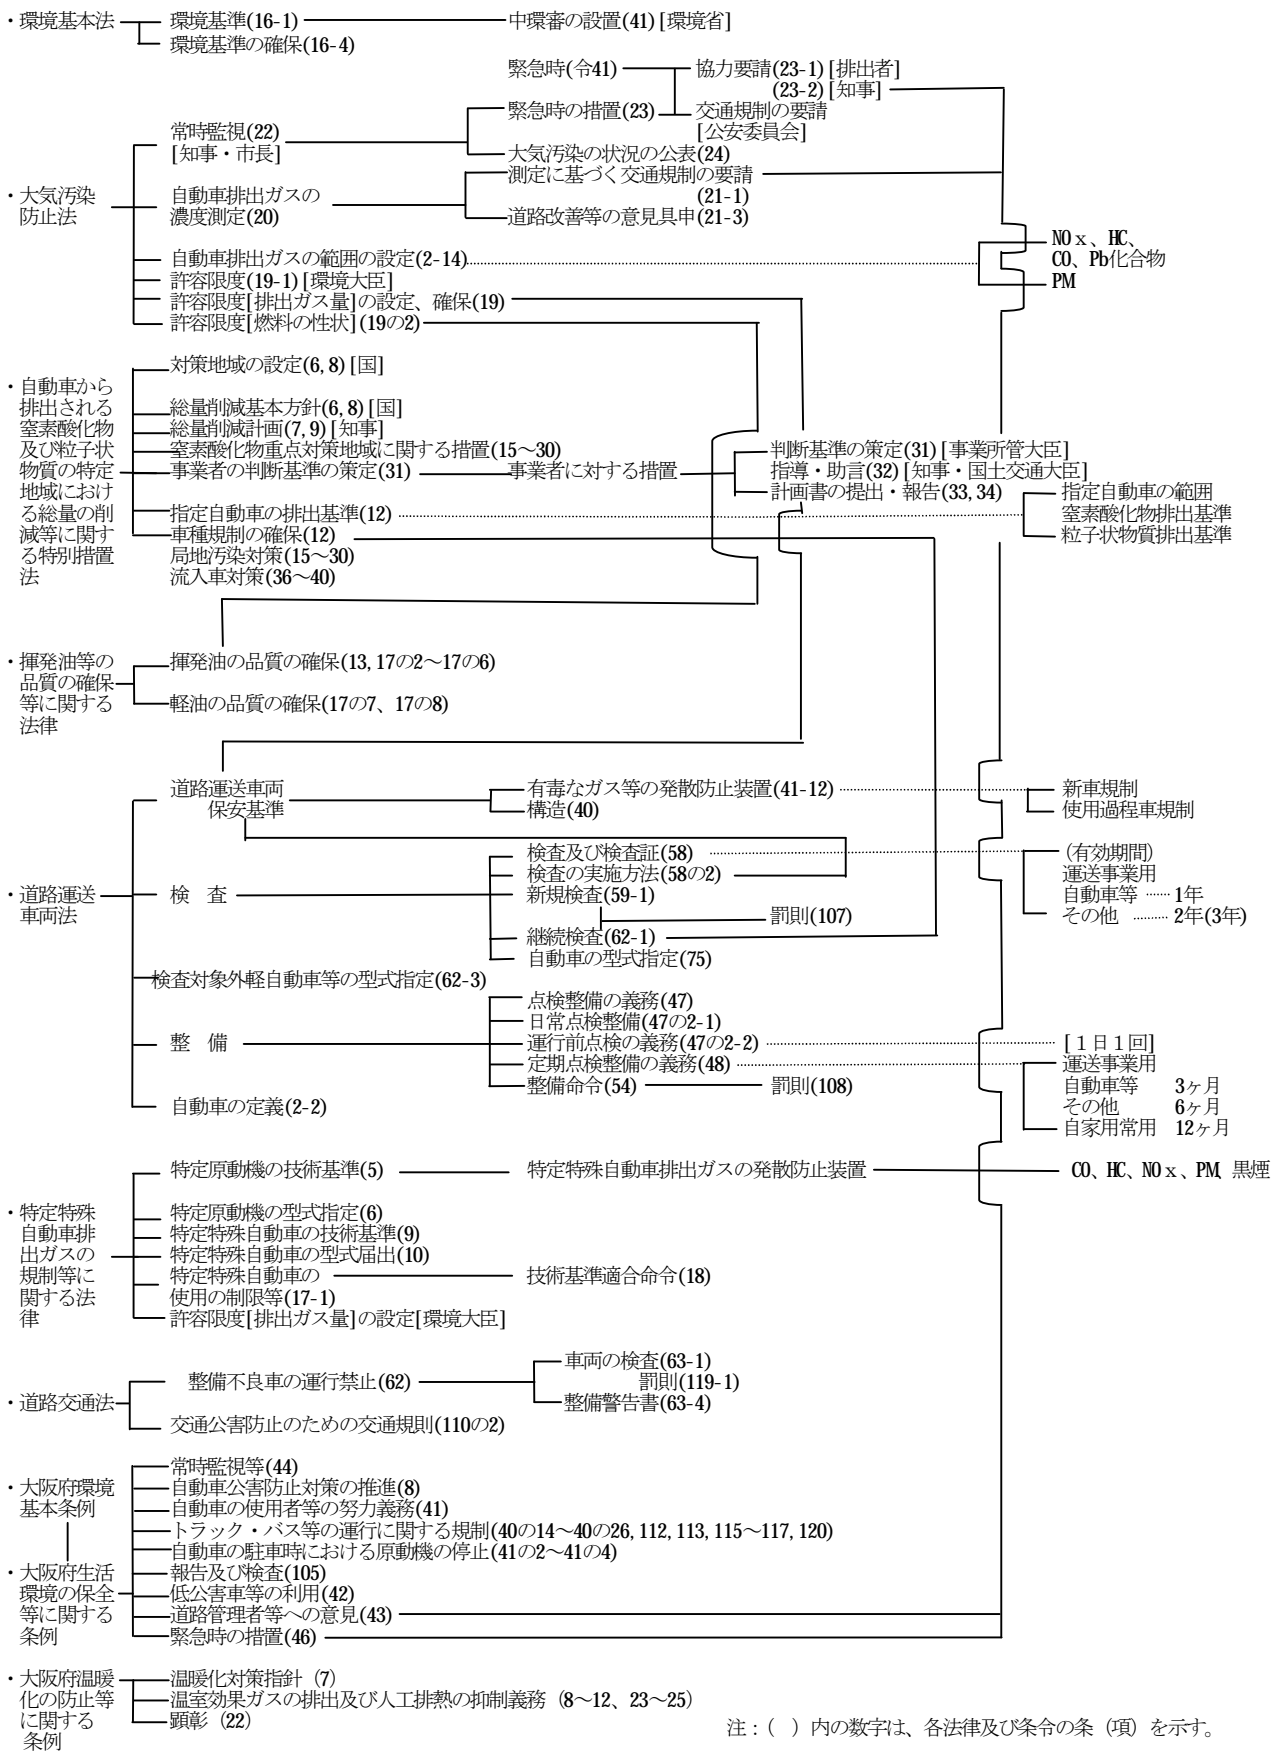 ・環境基本法 環境基準(16-1) 中環審の設置(41)[環境省]
環境基準の確保(16-4)
緊急時(令41) 協力要請(23-1)[排出者]
(23-2)[知事]
緊急時の措置(23) 交通規制の要請
[公安委員会]
常時監視(22)
[知事・市長]
大気汚染の状況の公表(24)
測定に基づく交通規制の要請
(21-1)
・大気汚染
防止法
自動車排出ガスの
濃度測定(20)
道路改善等の意見具申(21-3)
自動車排出ガスの範囲の設定(2-14)
NOx、HC、
CO、Pb化合物
PM
許容限度(19-1)[環境大臣]
許容限度[排出ガス量]の設定、確保(19)
許容限度[燃料の性状](19の2)
・自動車から
排出される
窒素酸化物
及び粒子状
物質の特定
地域におけ
る総量の削
減等に関す
る特別措置
法
対策地域の設定(6,8)[国]
総量削減基本方針(6,8)[国]
総量削減計画(7,9)[知事]
窒素酸化物重点対策地域に関する措置(15～30)
事業者の判断基準の策定(31) 事業者に対する措置
判断基準の策定(31)[事業所管大臣]
指導・助言(32)[知事・国土交通大臣]
計画書の提出・報告(33,34)
指定自動車の排出基準(12)
指定自動車の範囲
窒素酸化物排出基準
粒子状物質排出基準
車種規制の確保(12)
局地汚染対策(15～30)
流入車対策(36～40)
・揮発油等の
品質の確保
等に関する
法律
揮発油の品質の確保(13,17の2～17の6)
軽油の品質の確保(17の7、17の8)
・道路運送
車両法
道路運送車両
保安基準
有毒なガス等の発散防止装置(41-12)
構造(40)
新車規制
使用過程車規制
検 査
検査及び検査証(58)
検査の実施方法(58の2)
新規検査(59-1)
罰則(107)
継続検査(62-1)
自動車の型式指定(75)
(有効期間)
運送事業用
自動車等 …… 1年
その他 ……… 2年(3年)
検査対象外軽自動車等の型式指定(62-3)
整 備
点検整備の義務(47)
日常点検整備(47の2-1)
運行前点検の義務(47の2-2)
定期点検整備の義務(48)
整備命令(54) 罰則(108)
[1日1回]
運送事業用
自動車等 3ヶ月
その他 6ヶ月
自家用常用 12ヶ月
自動車の定義(2-2)
・特定特殊
自動車排
出ガスの
規制等に
関する法
律
特定原動機の技術基準(5) 特定特殊自動車排出ガスの発散防止装置 CO、HC、NOx、PM、黒煙
特定原動機の型式指定(6)
特定特殊自動車の技術基準(9)
特定特殊自動車の型式届出(10)
特定特殊自動車の
使用の制限等(17-1)
技術基準適合命令(18)
許容限度[排出ガス量]の設定[環境大臣]
・道路交通法
整備不良車の運行禁止(62)
車両の検査(63-1)
罰則(119-1)
整備警告書(63-4)
交通公害防止のための交通規則(110の2)
・大阪府環境
基本条例
・大阪府生活
環境の保全
等に関する
条例
常時監視等(44)
自動車公害防止対策の推進(8)
自動車の使用者等の努力義務(41)
トラック・バス等の運行に関する規制(40の14～40の26,112,113,115～117,120)
自動車の駐車時における原動機の停止(41の2～41の4)
報告及び検査(105)
低公害車等の利用(42)
道路管理者等への意見(43)
緊急時の措置(46)
・大阪府温暖
化の防止等
に関する
条例
温暖化対策指針 (7)
温室効果ガスの排出及び人工排熱の抑制義務 (8～12、23～25)
顕彰 (22)
注:( )内の数字は、各法律及び条令の条 (項) を示す。